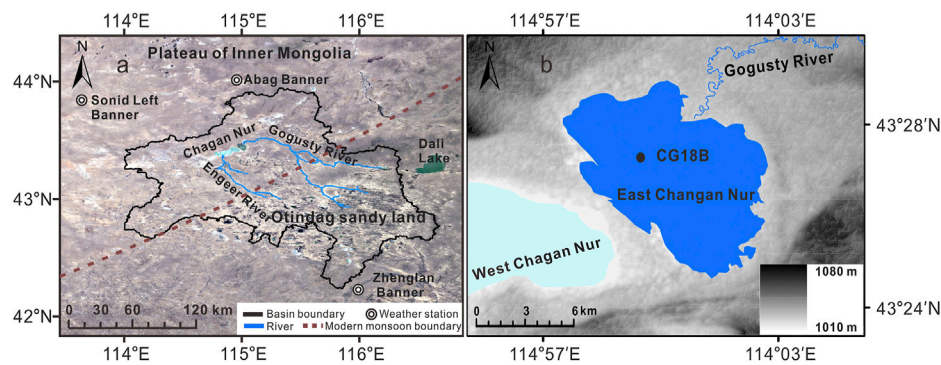 114°E 115°E 116°E
44°N
43°N
42°N
N
a
Plateau of Inner Mongolia
Abag Banner
Sonid Left
Banner
Chagan Nur
Gogusty River
Dali
Lake
Engeer River
Otindag sandy land
Zhenglan
Banner
0 30 60 120 km
Basin boundary Weather station
River Modern monsoon boundary
114°E 115°E 116°E
114°57′E 114°03′E
N
b
Gogusty River
43°28′N
CG18B
East Changan Nur
West Chagan Nur
1080 m
1010 m
43°24′N
0 3 6 km
114°57′E 114°03′E